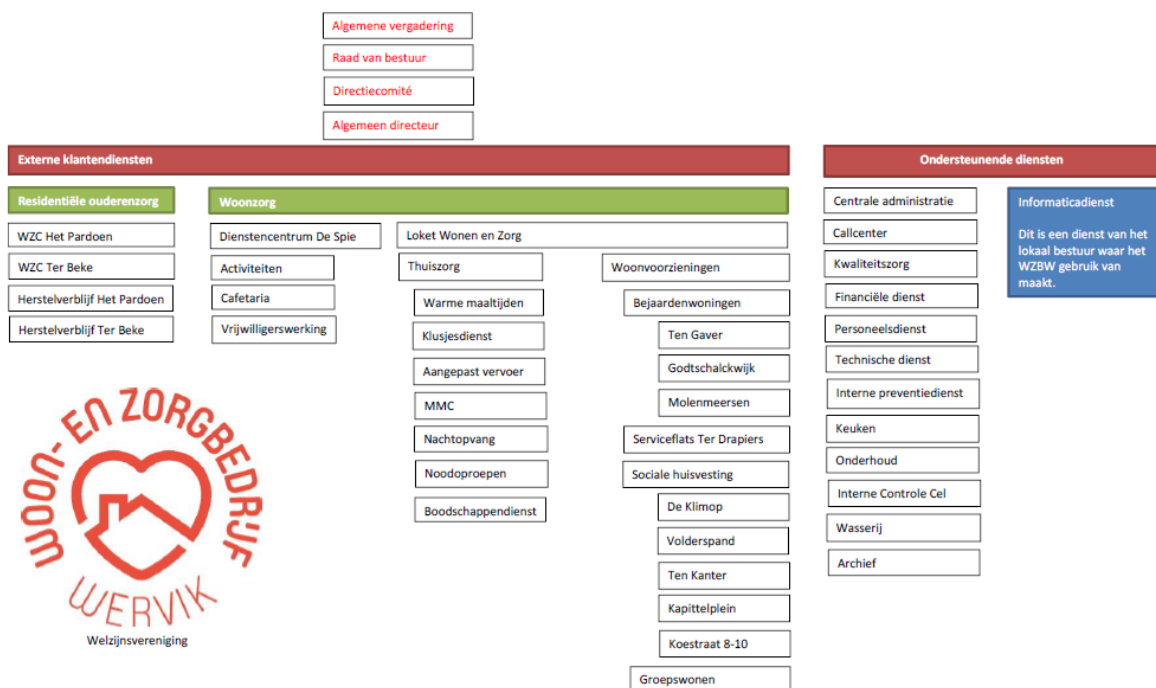 Algemene vergadering
Raad van bestuur
Directiecomité
Algemeen directeur
Externe klantendiensten
Ondersteunende diensten
Residentiële ouderenzorg
WZC Het Pardoen
WZC Ter Beke
Herstelverblijf Het Pardoen
Herstelverblijf Ter Beke
Woonzorg
Dienstencentrum De Spie
Activiteiten
Cafetaria
Vrijwilligerswerking
Loket Wonen en Zorg
Thuiszorg
Warme maaltijden
Klusjesdienst
Aangepast vervoer
MMC
Nachtopvang
Noodoproepen
Boodschappendienst
Woonvoorzieningen
Bejaardenwoningen
Ten Gaver
Godtschalckwijk
Molenmeersen
Serviceflats Ter Drapiers
Sociale huisvesting
De Klimop
Volderspand
Ten Kanter
Kapittelplein
Koestraat 8-10
Groepswonen
Centrale administratie
Callcenter
Kwaliteitszorg
Financiële dienst
Personeelsdienst
Technische dienst
Interne preventiedienst
Keuken
Onderhoud
Interne Controle Cel
Wasserij
Archief
Informaticadienst
Dit is een dienst van het
lokaal bestuur waar het
WZBW gebruik van
maakt.
WOON- EN ZORGBEDRIJF
WERVIK
Welzijnsvereniging